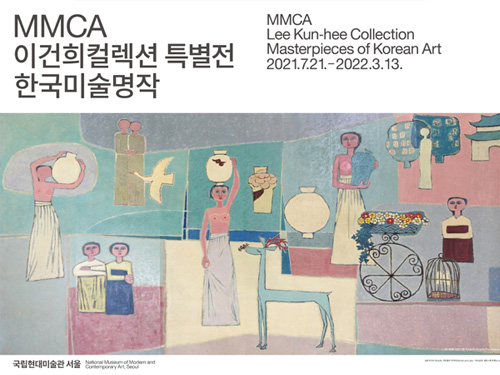 MMCA
이건희컬렉션 특별전
한국미술명작
MMCA
Lee Kun-hee Collection
Masterpieces of Korean Art
2021.7.21.–2022.3.13.
국립현대미술관 서울
National Museum of Modern and
Contemporary Art, Seoul